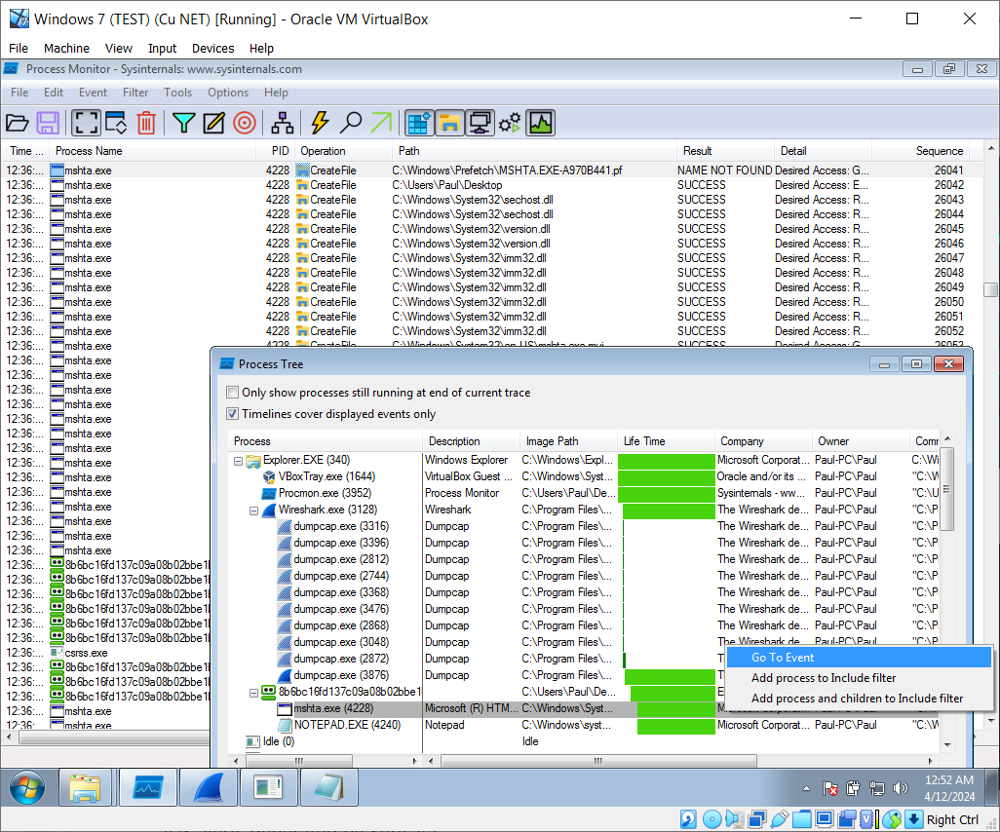 Windows 7 (TEST) (Cu NET) [Running] - Oracle VM VirtualBox
File Machine View Input Devices Help
Process Monitor - Sysinternals: www.sysinternals.com
File Edit Event Filter Tools Options Help
Time ... Process Name PID Operation Path Result Detail Sequence
12:36:... mshta.exe 4228 CreateFile C:\Windows\Prefetch\MSHTA.EXE-A970B441.pf NAME NOT FOUND Desired Access: G... 26041
12:36:... mshta.exe 4228 CreateFile C:\Users\Paul\Desktop SUCCESS Desired Access: E... 26042
12:36:... mshta.exe 4228 CreateFile C:\Windows\System32\sechost.dll SUCCESS Desired Access: R... 26043
12:36:... mshta.exe 4228 CreateFile C:\Windows\System32\sechost.dll SUCCESS Desired Access: R... 26044
12:36:... mshta.exe 4228 CreateFile C:\Windows\System32\version.dll SUCCESS Desired Access: R... 26045
12:36:... mshta.exe 4228 CreateFile C:\Windows\System32\version.dll SUCCESS Desired Access: R... 26046
12:36:... mshta.exe 4228 CreateFile C:\Windows\System32\imm32.dll SUCCESS Desired Access: R... 26047
12:36:... mshta.exe 4228 CreateFile C:\Windows\System32\imm32.dll SUCCESS Desired Access: R... 26048
12:36:... mshta.exe 4228 CreateFile C:\Windows\System32\imm32.dll SUCCESS Desired Access: R... 26049
12:36:... mshta.exe 4228 CreateFile C:\Windows\System32\imm32.dll SUCCESS Desired Access: R... 26050
12:36:... mshta.exe 4228 CreateFile C:\Windows\System32\imm32.dll SUCCESS Desired Access: R... 26051
12:36:... mshta.exe 4228 CreateFile C:\Windows\System32\imm32.dll SUCCESS Desired Access: R... 26052
12:36:... mshta.exe 4228 CreateFile C:\Windows\System32\en-US\mshta.exe.mui SUCCESS Desired Access: G... 26053
12:36:... mshta.exe
12:36:... mshta.exe
12:36:... mshta.exe
12:36:... mshta.exe
12:36:... mshta.exe
12:36:... mshta.exe
12:36:... mshta.exe
12:36:... mshta.exe
12:36:... mshta.exe
12:36:... mshta.exe
12:36:... mshta.exe
12:36:... mshta.exe
12:36:... mshta.exe
12:36:... mshta.exe
12:36:... 8b6bc16fd137c09a08b02bbe1
12:36:... 8b6bc16fd137c09a08b02bbe1
12:36:... 8b6bc16fd137c09a08b02bbe1
12:36:... 8b6bc16fd137c09a08b02bbe1
12:36:... 8b6bc16fd137c09a08b02bbe1
12:36:... 8b6bc16fd137c09a08b02bbe1
12:36:... csrss.exe
12:36:... 8b6bc16fd137c09a08b02bbe1
12:36:... 8b6bc16fd137c09a08b02bbe1
12:36:... 8b6bc16fd137c09a08b02bbe1
12:36:... mshta.exe
12:36:... mshta.exe
Process Tree
Only show processes still running at end of current trace
Timelines cover displayed events only
Process Description Image Path Life Time Company Owner Comr
Explorer.EXE (340) Windows Explorer C:\Windows\Expl... Microsoft Corporat... Paul-PC\Paul C:\Wi
VBoxTray.exe (1644) VirtualBox Guest ... C:\Windows\Syst... Oracle and/or its ... Paul-PC\Paul "C:\W
Procmon.exe (3952) Process Monitor C:\Users\Paul\De... Sysinternals - ww... Paul-PC\Paul "C:\U
Wireshark.exe (3128) Wireshark C:\Program Files\... The Wireshark de... Paul-PC\Paul "C:\P
dumpcap.exe (3316) Dumpcap C:\Program Files\... The Wireshark de... Paul-PC\Paul "C:\P
dumpcap.exe (3396) Dumpcap C:\Program Files\... The Wireshark de... Paul-PC\Paul "C:\P
dumpcap.exe (2812) Dumpcap C:\Program Files\... The Wireshark de... Paul-PC\Paul "C:\P
dumpcap.exe (2744) Dumpcap C:\Program Files\... The Wireshark de... Paul-PC\Paul "C:\P
dumpcap.exe (3368) Dumpcap C:\Program Files\... The Wireshark de... Paul-PC\Paul "C:\P
dumpcap.exe (3476) Dumpcap C:\Program Files\... The Wireshark de... Paul-PC\Paul "C:\P
dumpcap.exe (2868) Dumpcap C:\Program Files\... The Wireshark de... Paul-PC\Paul "C:\P
dumpcap.exe (3048) Dumpcap C:\Program Files\... The Wireshark de... Paul-PC\Paul "C:\P
dumpcap.exe (2872) Dumpcap C:\Program Files\... The Wireshark de...
dumpcap.exe (3876) Dumpcap C:\Program Files\... The Wireshark de...
8b6bc16fd137c09a08b02bbe1 C:\Users\Paul\De...
mshta.exe (4228) Microsoft (R) HTM... C:\Windows\Syst... Microsoft Corporat... Paul-PC\Paul
NOTEPAD.EXE (4240) Notepad C:\Windows\syst... Microsoft Corporat... Paul-PC\Paul "C:\W
Idle (0) Idle
Go To Event
Add process to Include filter
Add process and children to Include filter
12:52 AM
4/12/2024
Right Ctrl